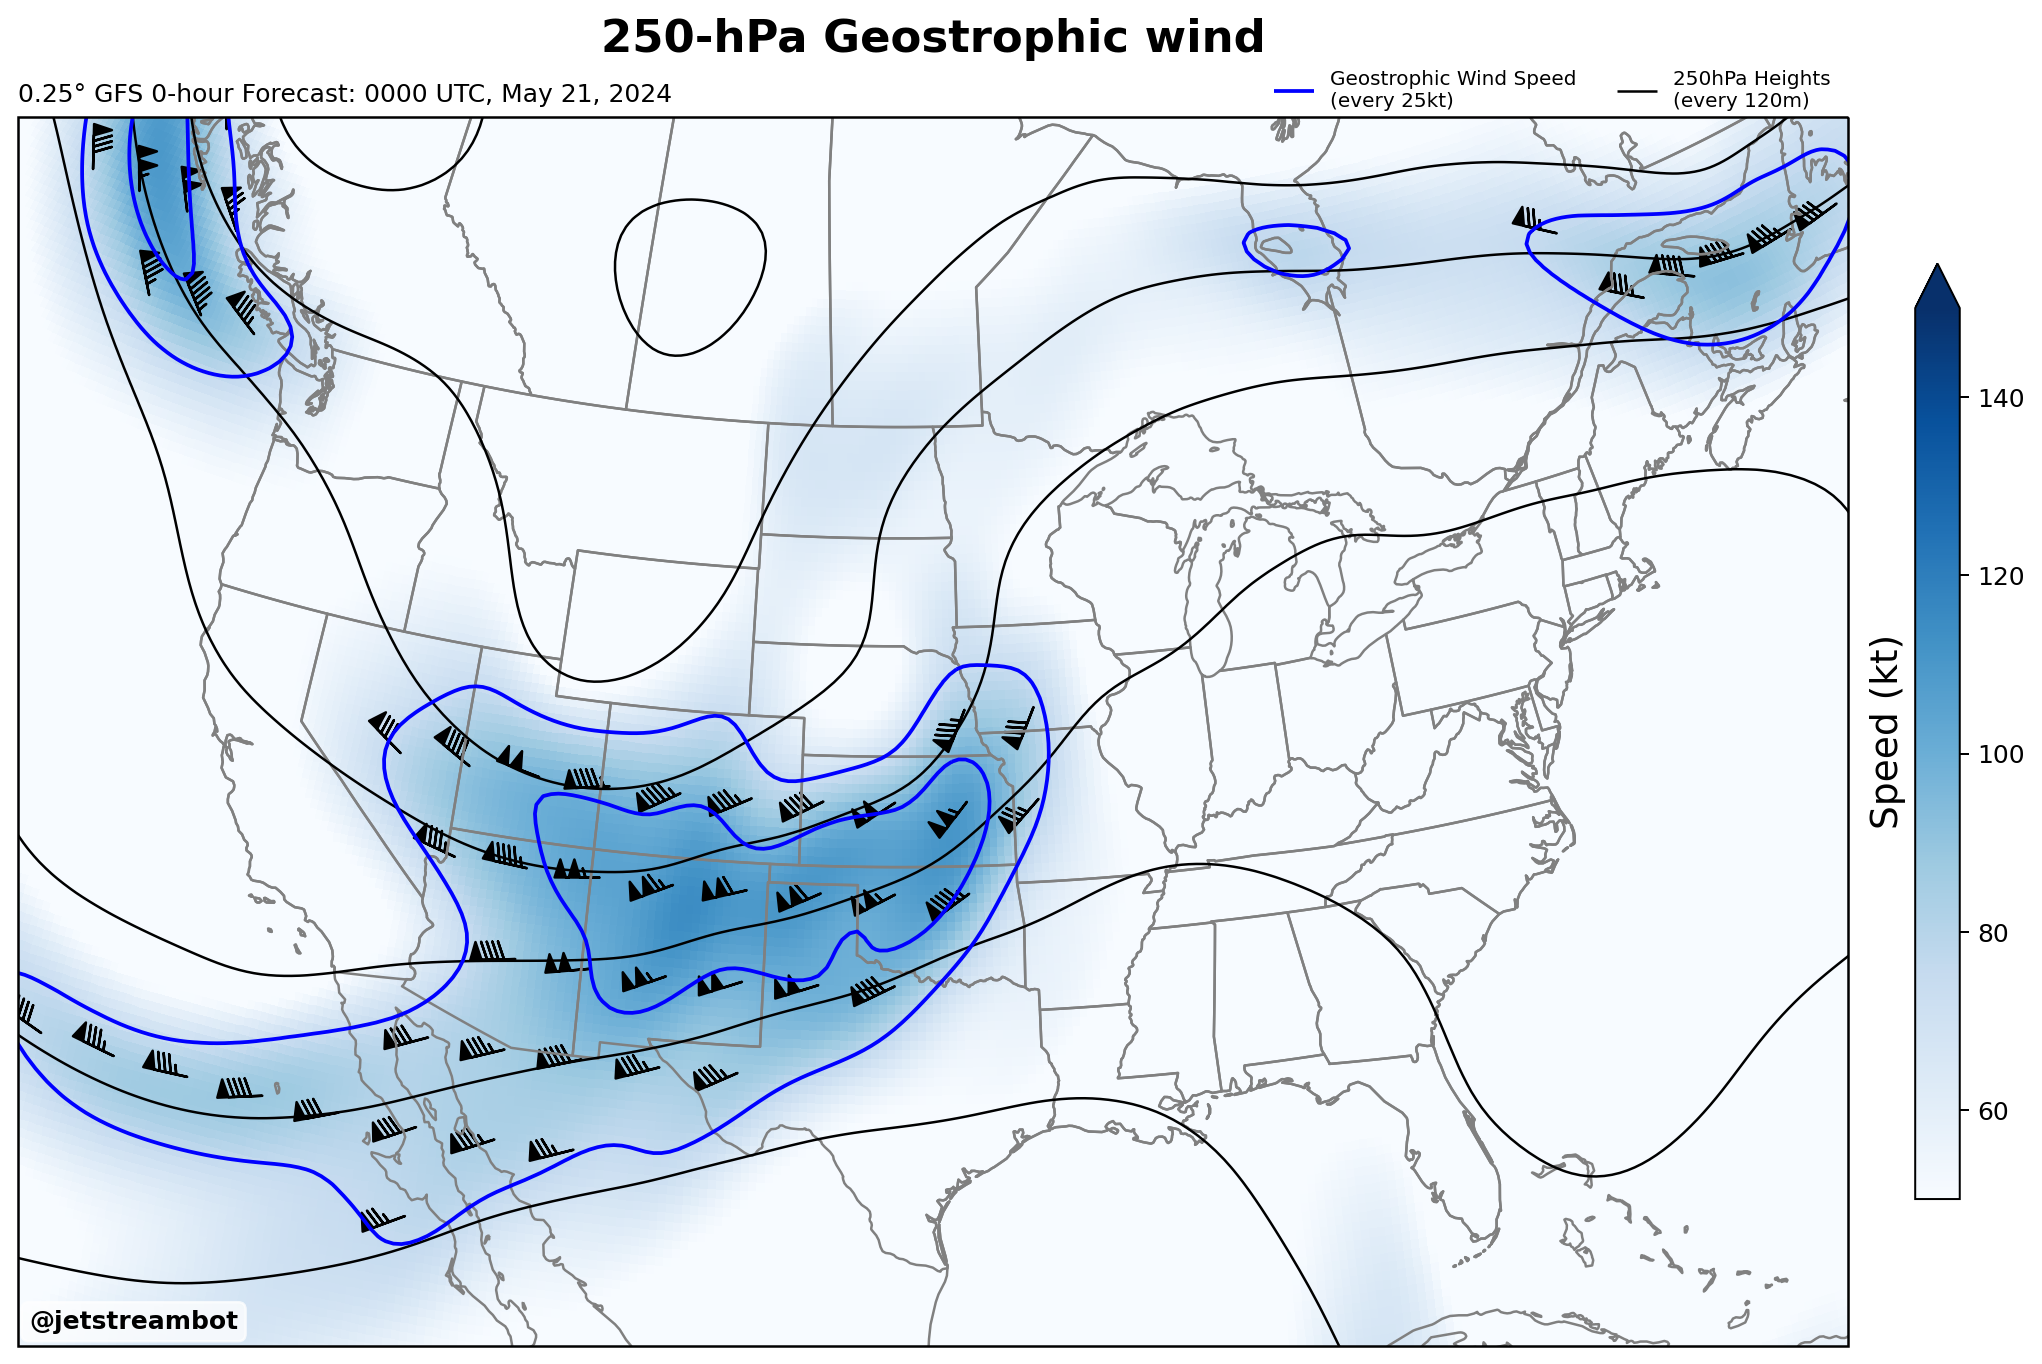 250-hPa Geostrophic wind
0.25° GFS 0-hour Forecast: 0000 UTC, May 21, 2024
Geostrophic Wind Speed
(every 25kt)
250hPa Heights
(every 120m)
140
120
100
80
60
Speed (kt)
@jetstreambot